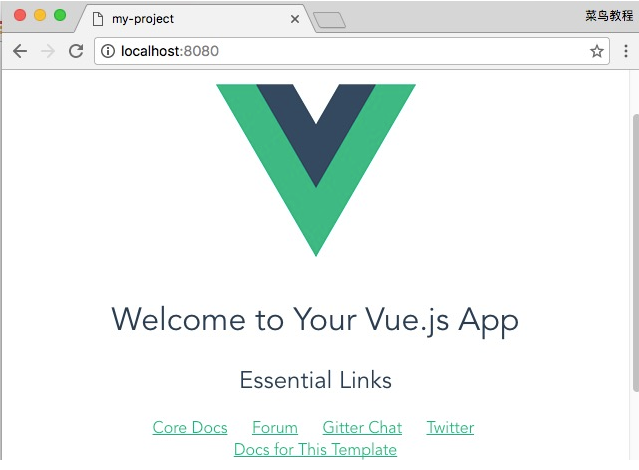 my-project
菜鸟教程
localhost:8080
Welcome to Your Vue.js App
Essential Links
Core Docs Forum Gitter Chat Twitter
Docs for This Template